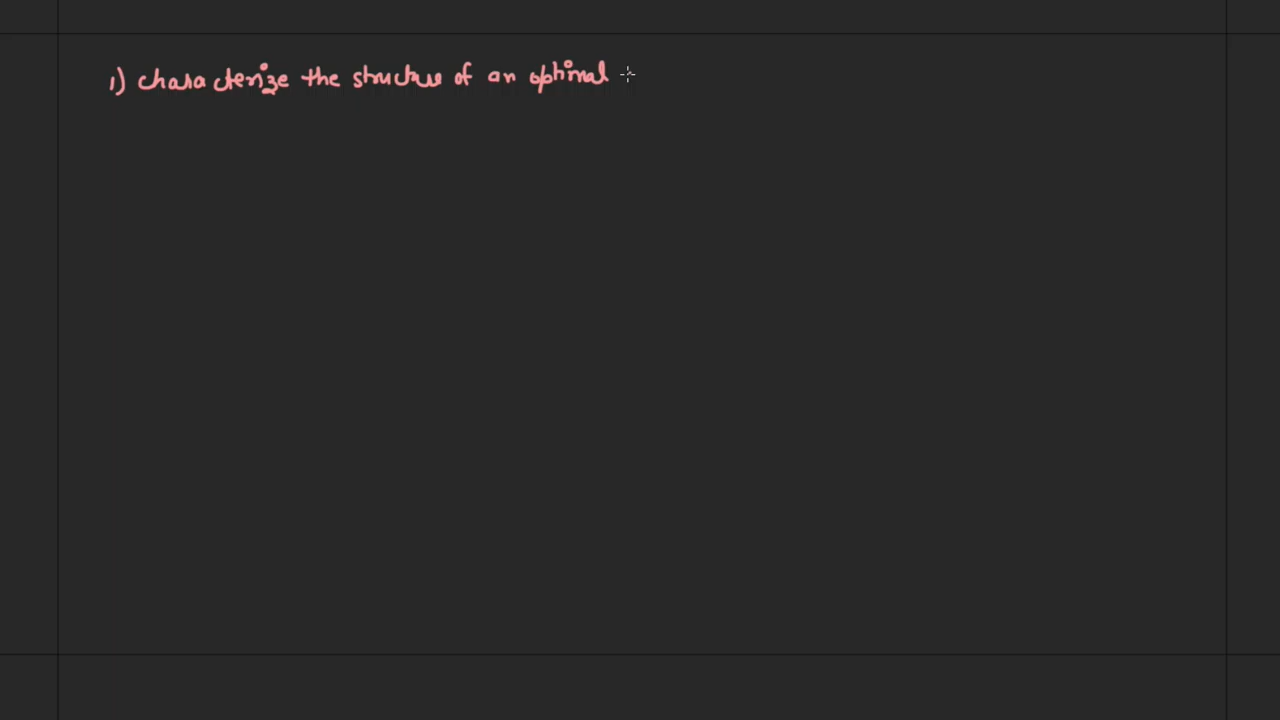 1) characterize the structure of an optimal